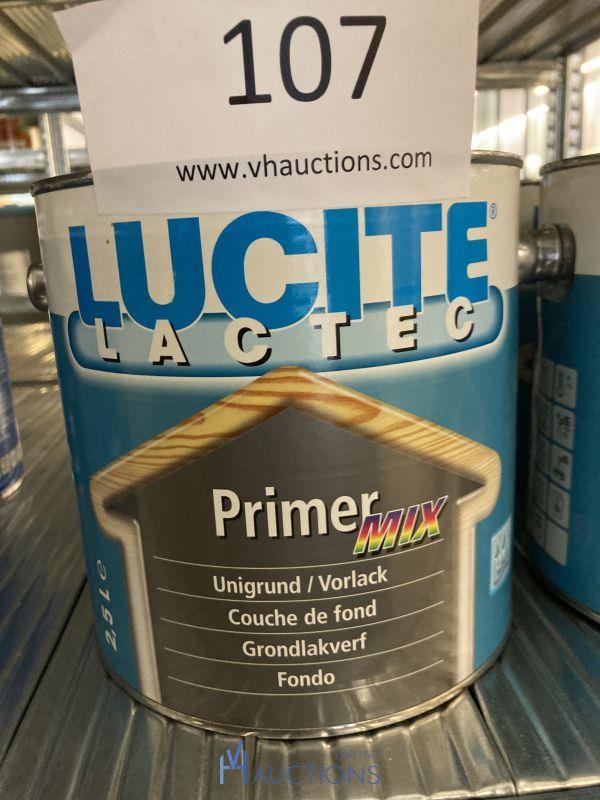 107
www.vhauctions.com
LUCITE®
LACTEC
Primer MIX
Unigrund / Vorlack
Couche de fond
Grondlakverf
Fondo
2,5 L e
AUCTIONS